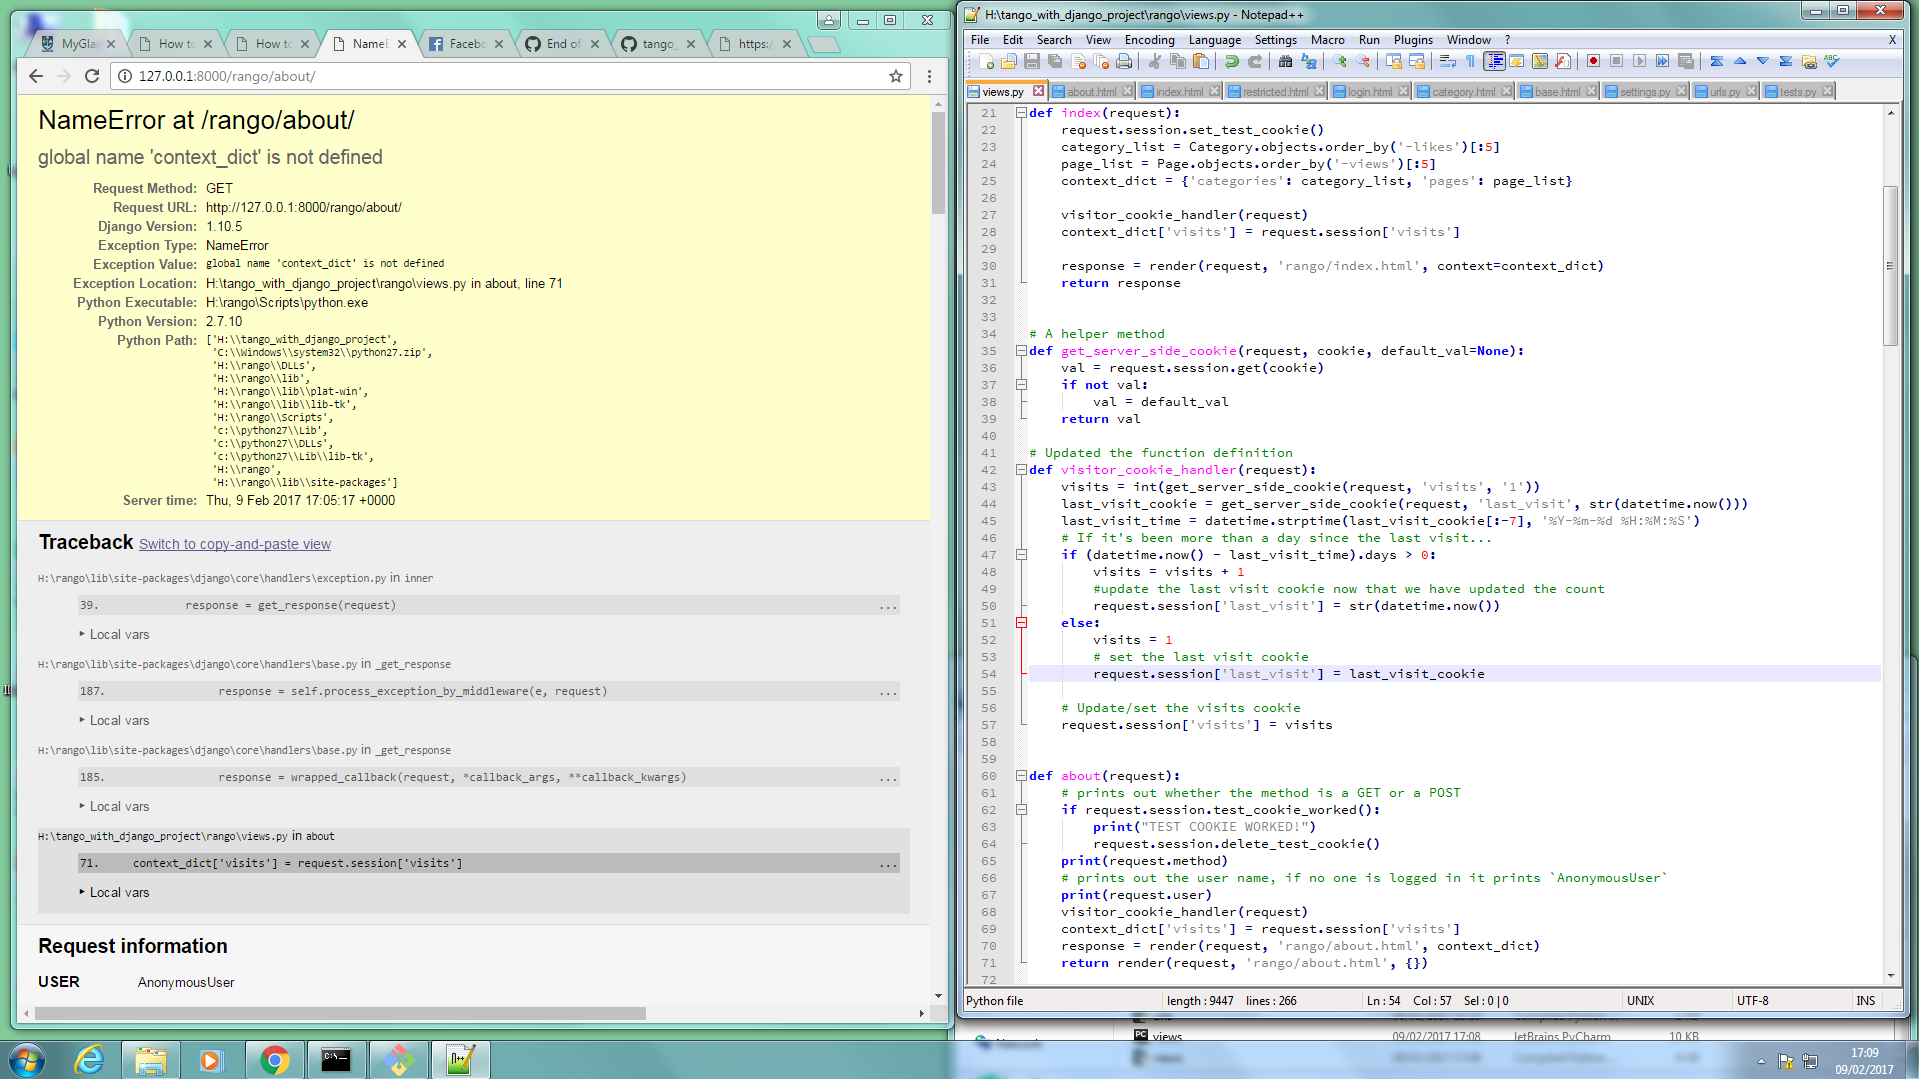 MyGla
How to
How to
NameE
Facebo
End of
tango_
https:/
127.0.0.1:8000/rango/about/
NameError at /rango/about/
global name 'context_dict' is not defined
Request Method: GET
Request URL: http://127.0.0.1:8000/rango/about/
Django Version: 1.10.5
Exception Type: NameError
Exception Value: global name 'context_dict' is not defined
Exception Location: H:\tango_with_django_project\rango\views.py in about, line 71
Python Executable: H:\rango\Scripts\python.exe
Python Version: 2.7.10
Python Path: ['H:\\tango_with_django_project',
'C:\\Windows\\system32\\python27.zip',
'H:\\rango\\DLLs',
'H:\\rango\\lib',
'H:\\rango\\lib\\plat-win',
'H:\\rango\\lib\\lib-tk',
'H:\\rango\\Scripts',
'c:\\python27\\Lib',
'c:\\python27\\DLLs',
'c:\\python27\\Lib\\lib-tk',
'H:\\rango',
'H:\\rango\\lib\\site-packages']
Server time: Thu, 9 Feb 2017 17:05:17 +0000
Traceback Switch to copy-and-paste view
H:\rango\lib\site-packages\django\core\handlers\exception.py in inner
39. response = get_response(request) ...
Local vars
H:\rango\lib\site-packages\django\core\handlers\base.py in _get_response
187. response = self.process_exception_by_middleware(e, request) ...
Local vars
H:\rango\lib\site-packages\django\core\handlers\base.py in _get_response
185. response = wrapped_callback(request, *callback_args, **callback_kwargs) ...
Local vars
H:\tango_with_django_project\rango\views.py in about
71. context_dict['visits'] = request.session['visits'] ...
Local vars
Request information
USER AnonymousUser
H:\tango_with_django_project\rango\views.py - Notepad++
File Edit Search View Encoding Language Settings Macro Run Plugins Window ? X
views.py about.html index.html restricted.html login.html category.html base.html settings.py urls.py tests.py
21 def index(request):
22 request.session.set_test_cookie()
23 category_list = Category.objects.order_by('-likes')[:5]
24 page_list = Page.objects.order_by('-views')[:5]
25 context_dict = {'categories': category_list, 'pages': page_list}
26
27 visitor_cookie_handler(request)
28 context_dict['visits'] = request.session['visits']
29
30 response = render(request, 'rango/index.html', context=context_dict)
31 return response
32
33
34 # A helper method
35 def get_server_side_cookie(request, cookie, default_val=None):
36 val = request.session.get(cookie)
37 if not val:
38 val = default_val
39 return val
40
41 # Updated the function definition
42 def visitor_cookie_handler(request):
43 visits = int(get_server_side_cookie(request, 'visits', '1'))
44 last_visit_cookie = get_server_side_cookie(request, 'last_visit', str(datetime.now()))
45 last_visit_time = datetime.strptime(last_visit_cookie[:-7], '%Y-%m-%d %H:%M:%S')
46 # If it's been more than a day since the last visit...
47 if (datetime.now() - last_visit_time).days > 0:
48 visits = visits + 1
49 #update the last visit cookie now that we have updated the count
50 request.session['last_visit'] = str(datetime.now())
51 else:
52 visits = 1
53 # set the last visit cookie
54 request.session['last_visit'] = last_visit_cookie
55
56 # Update/set the visits cookie
57 request.session['visits'] = visits
58
59
60 def about(request):
61 # prints out whether the method is a GET or a POST
62 if request.session.test_cookie_worked():
63 print("TEST COOKIE WORKED!")
64 request.session.delete_test_cookie()
65 print(request.method)
66 # prints out the user name, if no one is logged in it prints `AnonymousUser`
67 print(request.user)
68 visitor_cookie_handler(request)
69 context_dict['visits'] = request.session['visits']
70 response = render(request, 'rango/about.html', context_dict)
71 return render(request, 'rango/about.html', {})
72
Python file length : 9447 lines : 266 Ln : 54 Col : 57 Sel : 0 | 0 UNIX UTF-8 INS
views 09/02/2017 17:08 JetBrains PyCharm 10 KB
17:09
09/02/2017